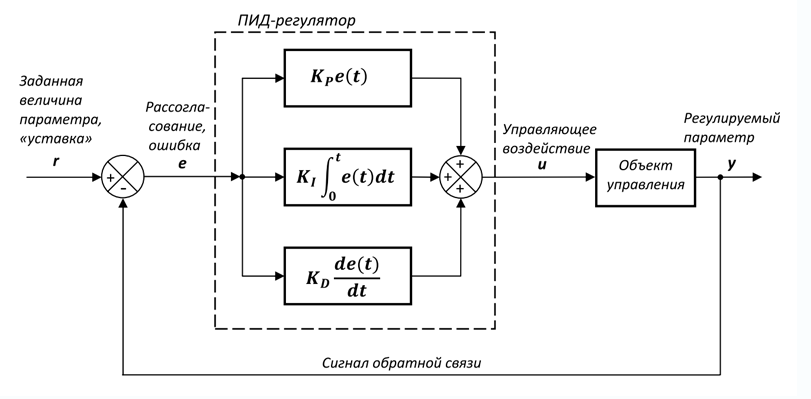 ПИД-регулятор
Заданная
величина
параметра,
«уставка»
r
Рассогла-
сование,
ошибка
e
+
-
K_P e(t)
K_I ∫_0^t e(t)dt
K_D de(t)/dt
+
+
+
Управляющее
воздействие
u
Объект
управления
Регулируемый
параметр
y
Сигнал обратной связи